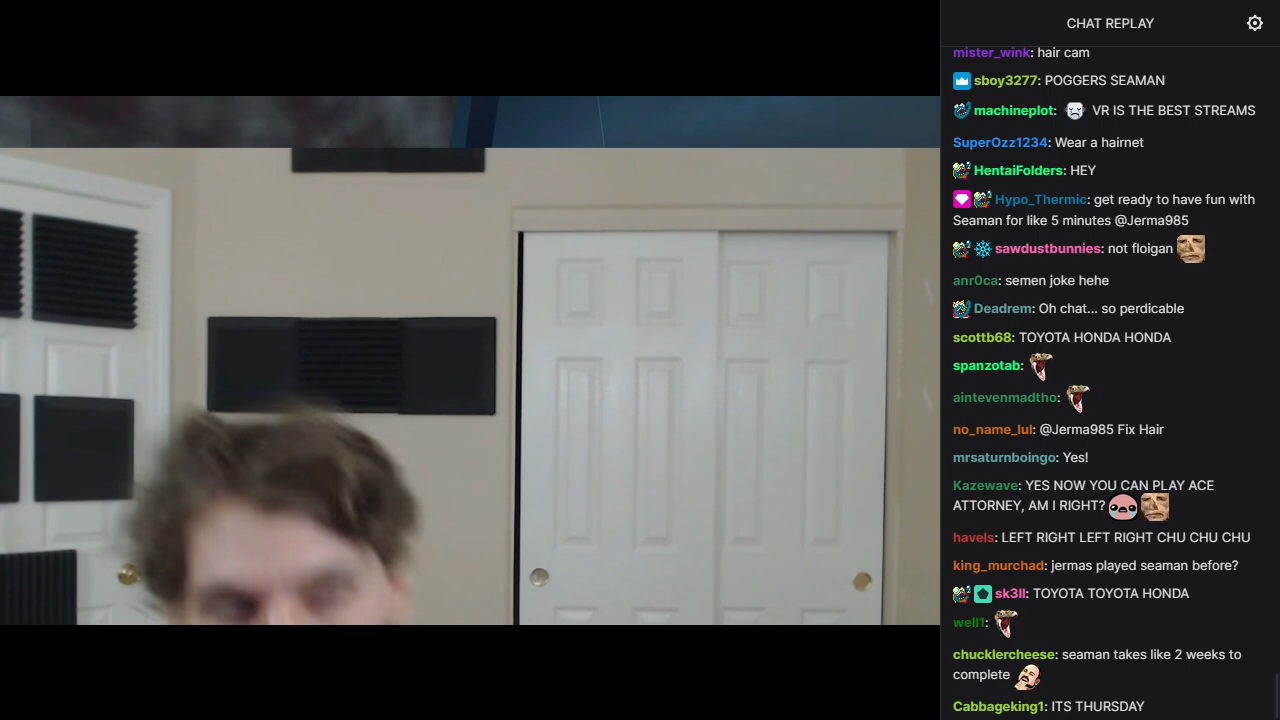 CHAT REPLAY
mister_wink: hair cam
sboy3277: POGGERS SEAMAN
machineplot: VR IS THE BEST STREAMS
SuperOzz1234: Wear a hairnet
HentaiFolders: HEY
Hypo_Thermic: get ready to have fun with
Seaman for like 5 minutes @Jerma985
sawdustbunnies: not floigan
anr0ca: semen joke hehe
Deadrem: Oh chat... so perdicable
scottb68: TOYOTA HONDA HONDA
spanzotab:
aintevenmadtho:
no_name_lul: @Jerma985 Fix Hair
mrsaturnboingo: Yes!
Kazewave: YES NOW YOU CAN PLAY ACE
ATTORNEY, AM I RIGHT?
havels: LEFT RIGHT LEFT RIGHT CHU CHU CHU
king_murchad: jermas played seaman before?
sk3ll: TOYOTA TOYOTA HONDA
well1:
chucklercheese: seaman takes like 2 weeks to
complete
Cabbageking1: ITS THURSDAY